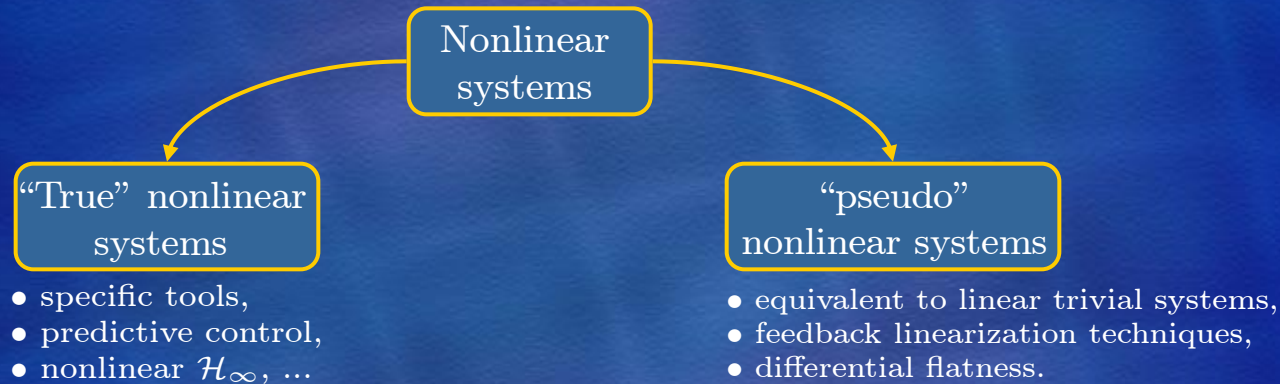 Nonlinear
systems
“True” nonlinear
systems
• specific tools,
• predictive control,
• nonlinear ℋ∞, ...
“pseudo”
nonlinear systems
• equivalent to linear trivial systems,
• feedback linearization techniques,
• differential flatness.